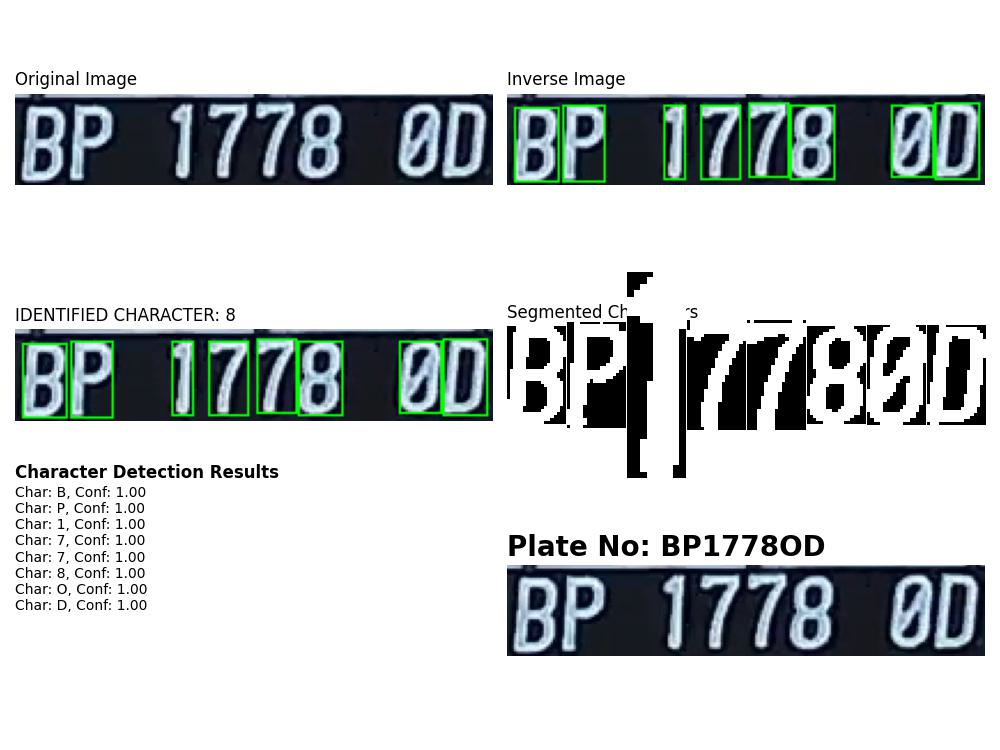 Original Image
BP 1778 0D
Inverse Image
BP 1778 0D
IDENTIFIED CHARACTER: 8
BP 1778 0D
Segmented Ch rs
BP17780D
Character Detection Results
Char: B, Conf: 1.00
Char: P, Conf: 1.00
Char: 1, Conf: 1.00
Char: 7, Conf: 1.00
Char: 7, Conf: 1.00
Char: 8, Conf: 1.00
Char: O, Conf: 1.00
Char: D, Conf: 1.00
Plate No: BP1778OD
BP 1778 0D